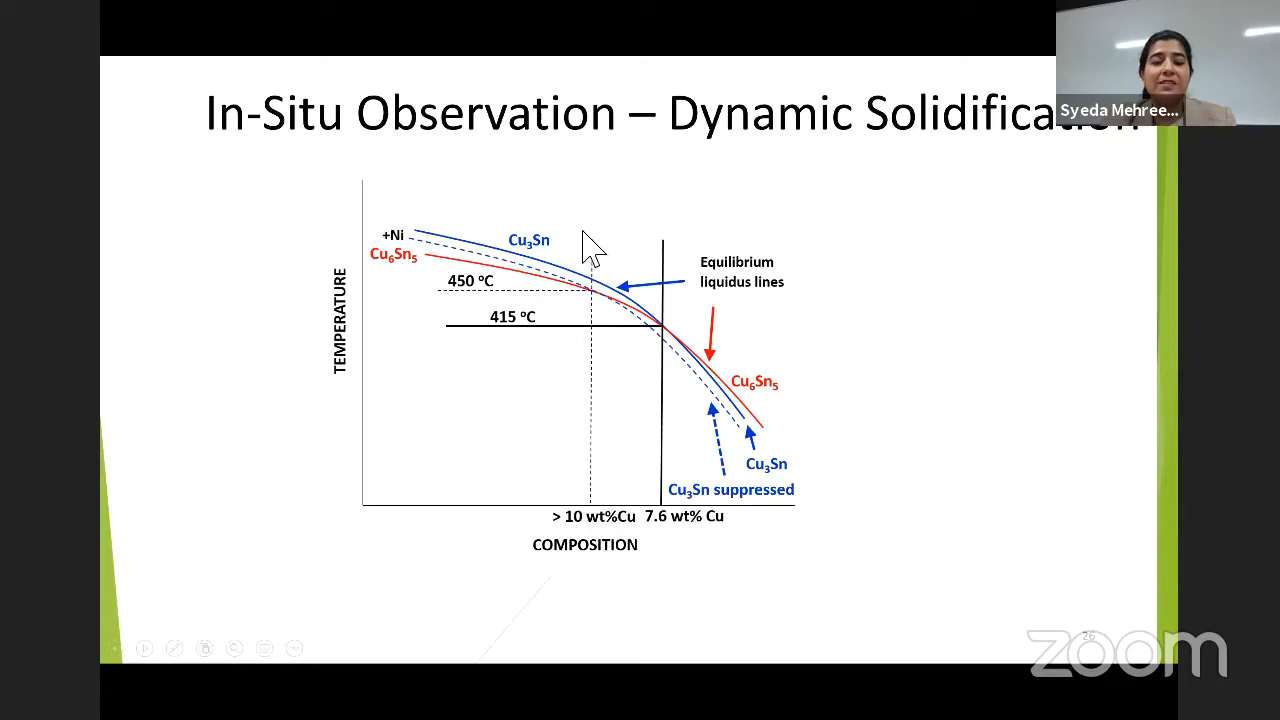 In-Situ Observation – Dynamic Solidification
Syeda Mehree...
+Ni
Cu₃Sn
Cu₆Sn₅
Equilibrium
liquidus lines
450 ᵒC
415 ᵒC
TEMPERATURE
Cu₆Sn₅
Cu₃Sn
Cu₃Sn suppressed
> 10 wt%Cu
7.6 wt% Cu
COMPOSITION
26
zoom